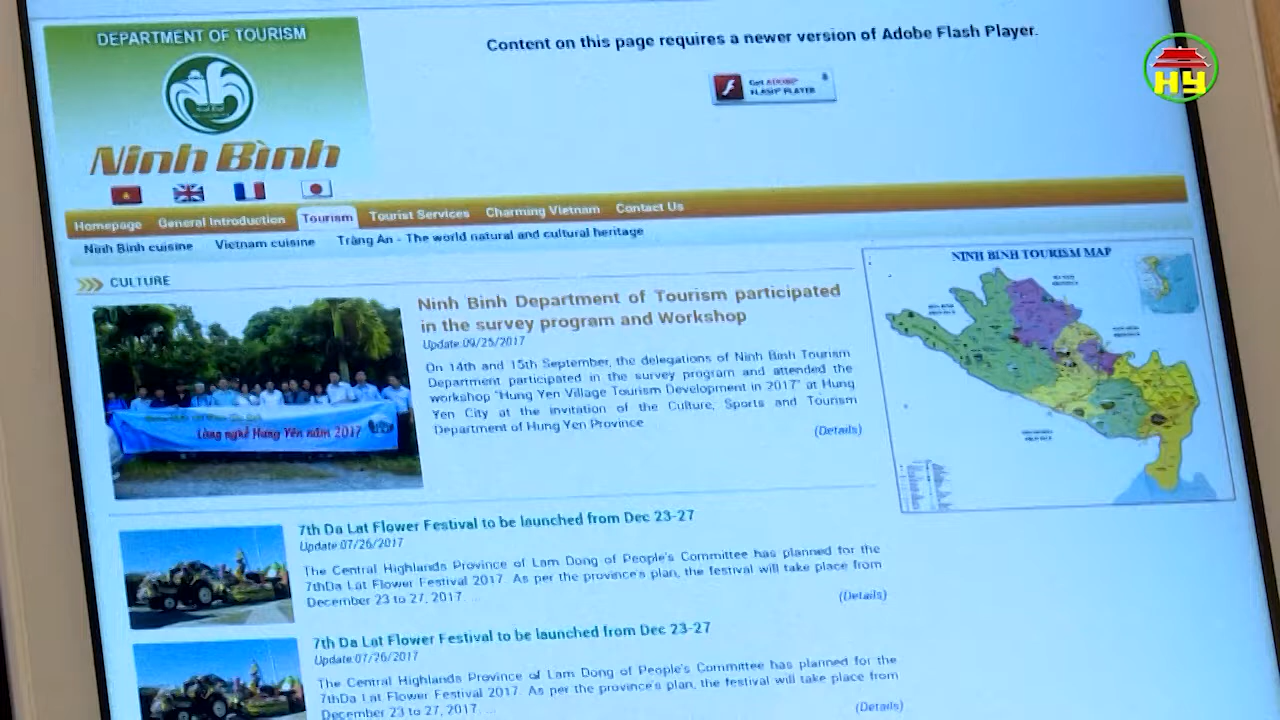 DEPARTMENT OF TOURISM
Ninh Bình
Content on this page requires a newer version of Adobe Flash Player.
Get ADOBE®
FLASH® PLAYER
HY
Homepage General Introduction Tourism Tourist Services Charming Vietnam Contact Us
Ninh Binh cuisine Vietnam cuisine Tràng An - The world natural and cultural heritage
CULTURE
Ninh Binh Department of Tourism participated
in the survey program and Workshop
Update:09/25/2017
On 14th and 15th September, the delegations of Ninh Binh Tourism
Department participated in the survey program and attended the
workshop "Hung Yen Village Tourism Development in 2017" at Hung
Yen City at the invitation of the Culture, Sports and Tourism
Department of Hung Yen Province
(Details)
Làng nghề Hưng Yên năm 2017
NINH BINH TOURISM MAP
7th Da Lat Flower Festival to be launched from Dec 23-27
Update:07/26/2017
The Central Highlands Province of Lam Dong of People's Committee has planned for the
7thDa Lat Flower Festival 2017. As per the province's plan, the festival will take place from
December 23 to 27, 2017. ...
(Details)
7th Da Lat Flower Festival to be launched from Dec 23-27
Update:07/26/2017
The Central Highlands Province of Lam Dong of People's Committee has planned for the
7thDa Lat Flower Festival 2017. As per the province's plan, the festival will take place from
December 23 to 27, 2017. ...
(Details)